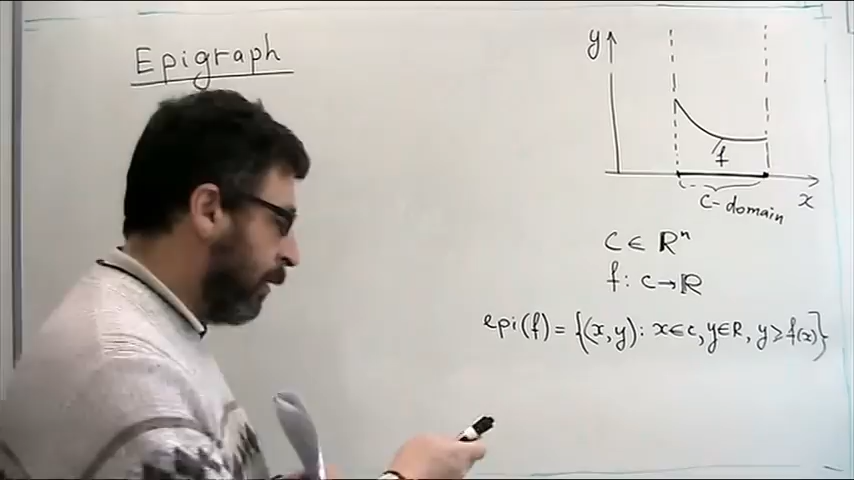 Epigraph
y
f
c-domain
x
C ∈ ℝⁿ
f: c→ℝ
epi(f) = {(x,y): x∈c, y∈R, y≥f(x)}